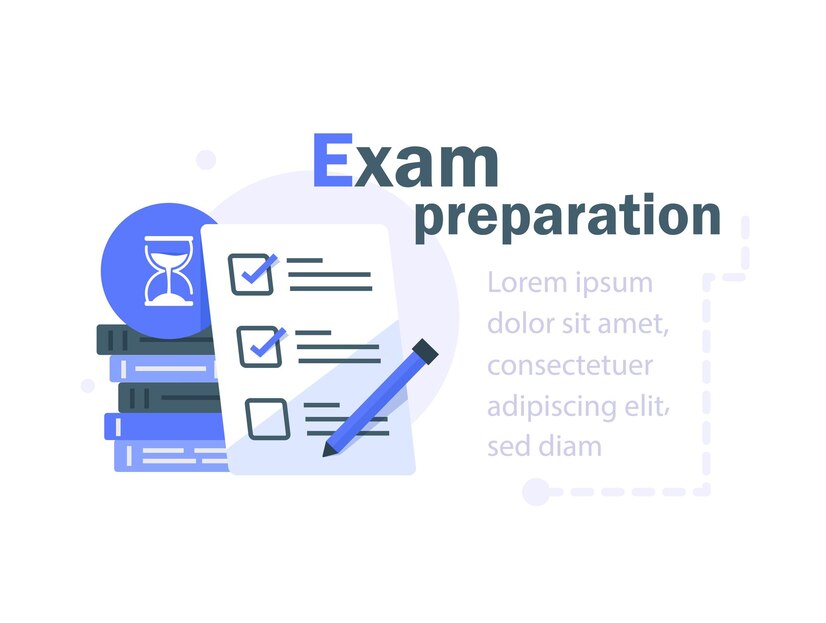 Exam
preparation
Lorem ipsum
dolor sit amet,
consectetuer
adipiscing elit,
sed diam